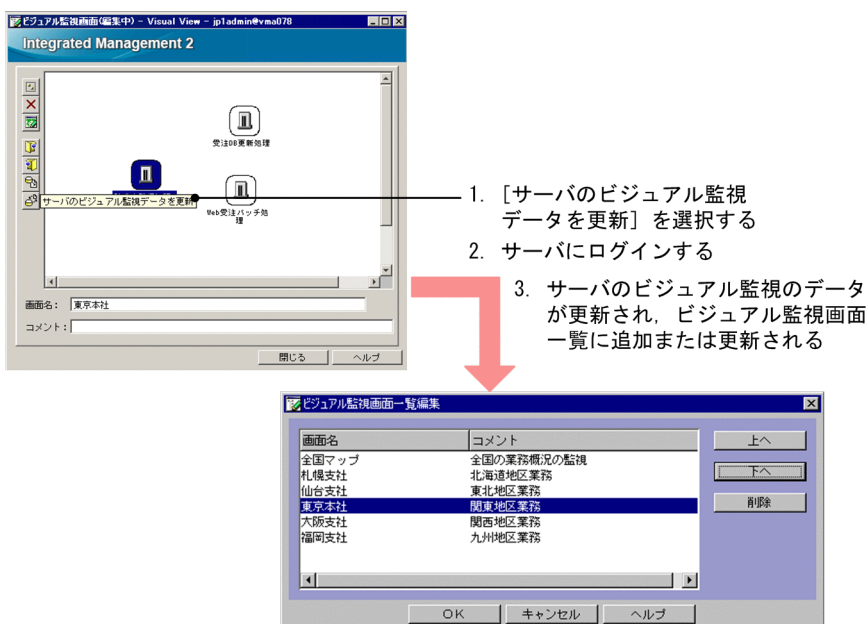 ビジュアル監視画面(編集中) - Visual View - jp1admin@vma078
Integrated Management 2
受注DB更新処理
サーバのビジュアル監視データを更新
Web受注バッチ処
理
画面名：
東京本社
コメント：
閉じる
ヘルプ
1. [サーバのビジュアル監視
データを更新] を選択する
2. サーバにログインする
3. サーバのビジュアル監視のデータ
が更新され，ビジュアル監視画面
一覧に追加または更新される
ビジュアル監視画面一覧編集
画面名 コメント
全国マップ 全国の業務概況の監視
札幌支社 北海道地区業務
仙台支社 東北地区業務
東京本社 関東地区業務
大阪支社 関西地区業務
福岡支社 九州地区業務
上へ
下へ
削除
ＯＫ
キャンセル
ヘルプ